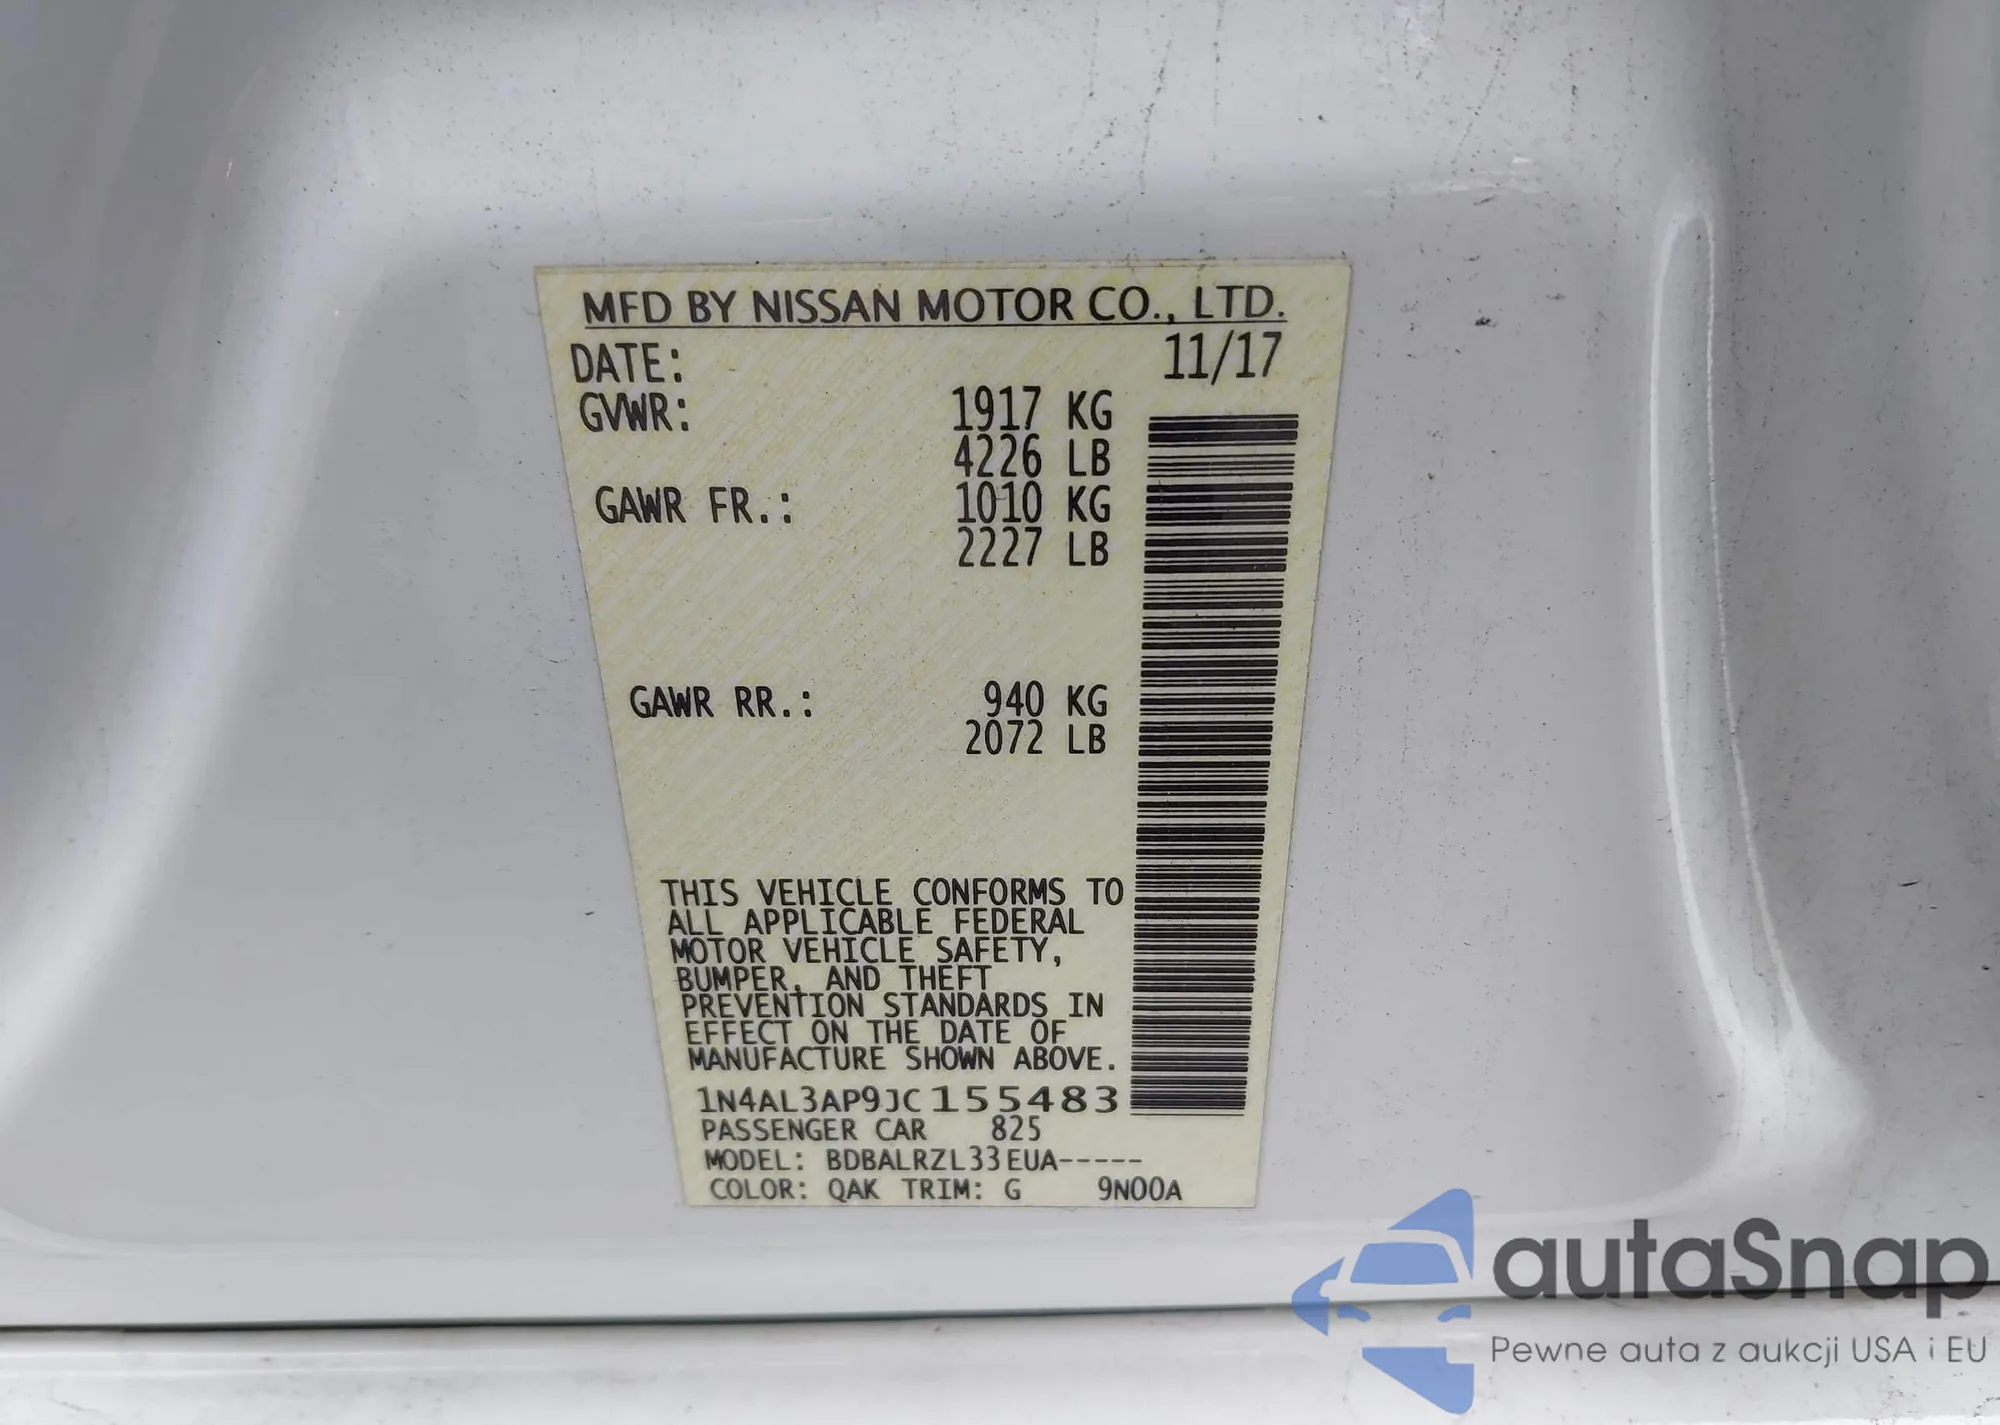 MFD BY NISSAN MOTOR CO., LTD.
DATE: 11/17
GVWR: 1917 KG
4226 LB
GAWR FR.: 1010 KG
2227 LB
GAWR RR.: 940 KG
2072 LB
THIS VEHICLE CONFORMS TO
ALL APPLICABLE FEDERAL
MOTOR VEHICLE SAFETY,
BUMPER, AND THEFT
PREVENTION STANDARDS IN
EFFECT ON THE DATE OF
MANUFACTURE SHOWN ABOVE.
1N4AL3AP9JC155483
PASSENGER CAR 825
MODEL: BDBALRZL33EUA-----
COLOR: QAK TRIM: G 9N00A
autaSnap
Pewne auta z aukcji USA i EU